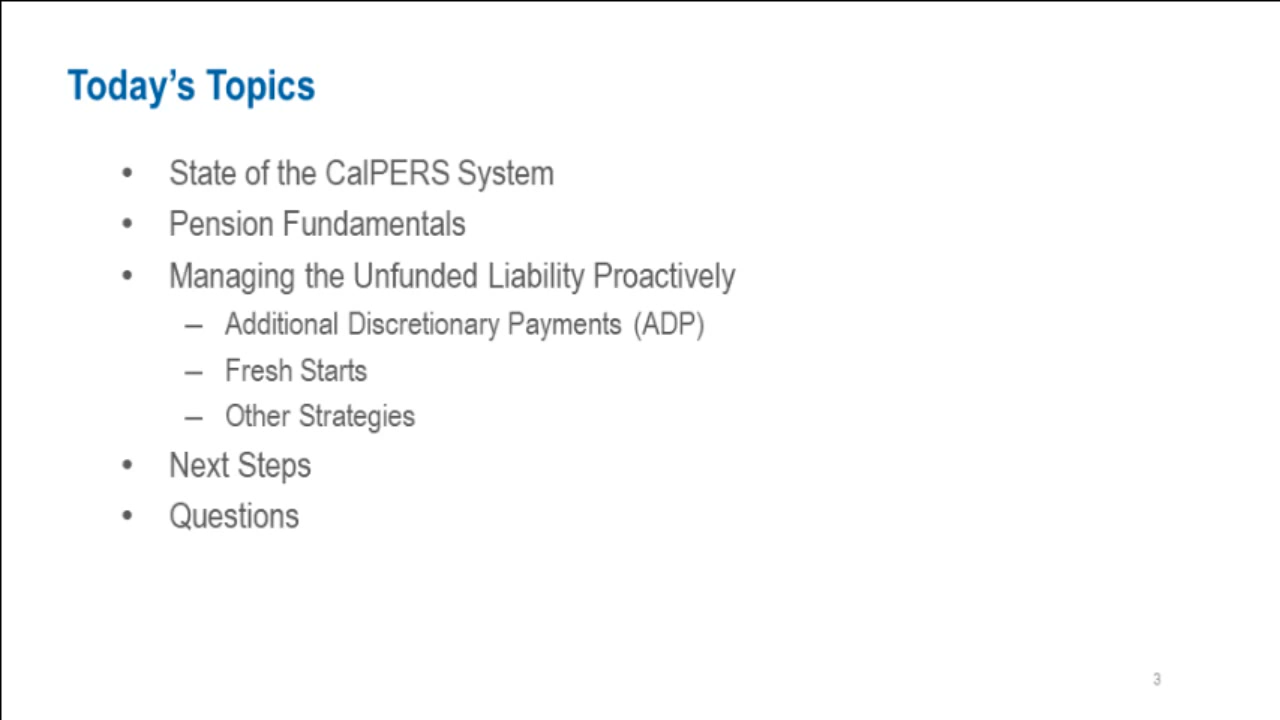 Today’s Topics
• State of the CalPERS System
• Pension Fundamentals
• Managing the Unfunded Liability Proactively
– Additional Discretionary Payments (ADP)
– Fresh Starts
– Other Strategies
• Next Steps
• Questions
3